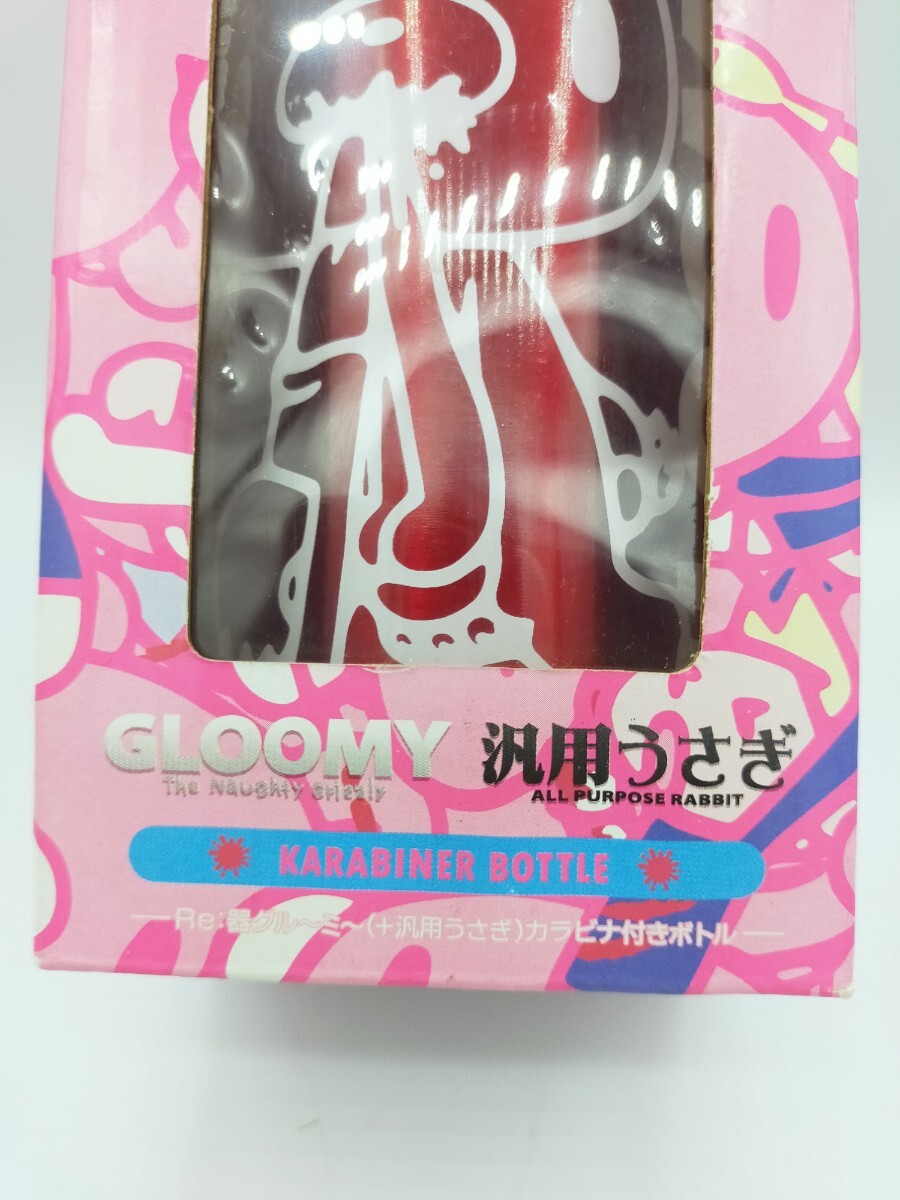 GLOOMY
The Naughty Grizzly
汎用うさぎ
ALL PURPOSE RABBIT
KARABINER BOTTLE
—Re:器グル〜ミ〜(+汎用うさぎ)カラビナ付きボトル—